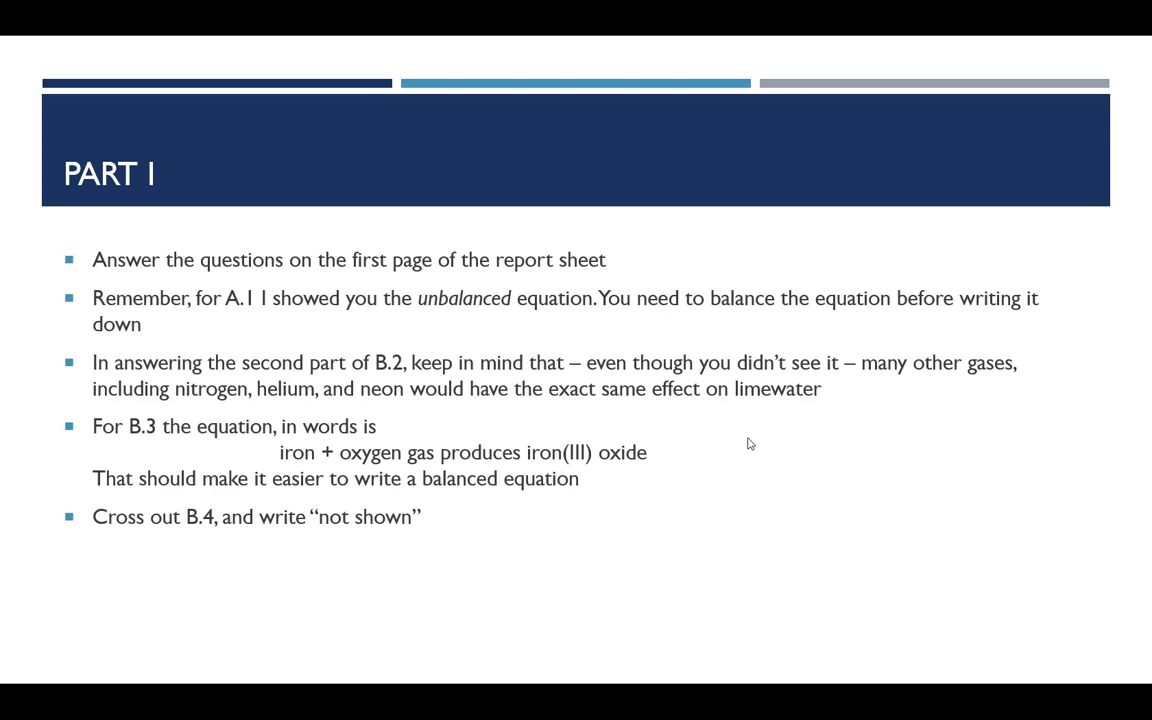 PART I
Answer the questions on the first page of the report sheet
Remember, for A.1 I showed you the unbalanced equation. You need to balance the equation before writing it
down
In answering the second part of B.2, keep in mind that – even though you didn't see it – many other gases,
including nitrogen, helium, and neon would have the exact same effect on limewater
For B.3 the equation, in words is
iron + oxygen gas produces iron(III) oxide
That should make it easier to write a balanced equation
Cross out B.4, and write “not shown”